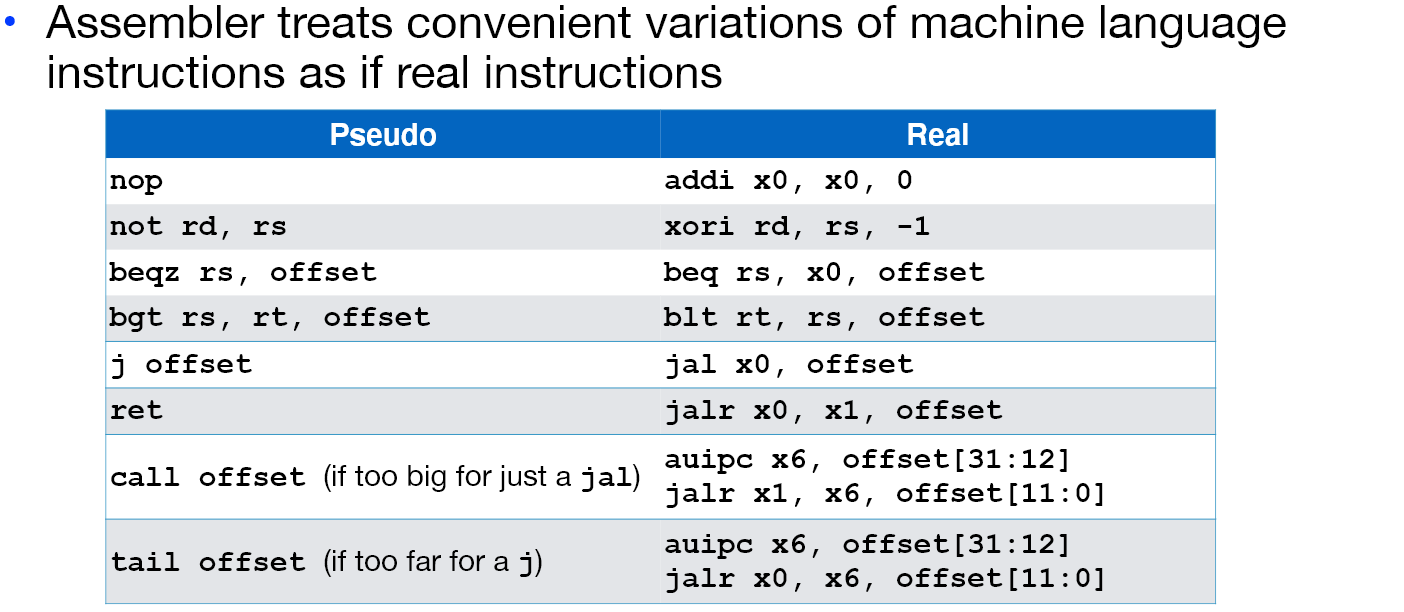 • Assembler treats convenient variations of machine language
instructions as if real instructions
Pseudo Real
nop addi x0, x0, 0
not rd, rs xori rd, rs, -1
beqz rs, offset beq rs, x0, offset
bgt rs, rt, offset blt rt, rs, offset
j offset jal x0, offset
ret jalr x0, x1, offset
call offset (if too big for just a jal) auipc x6, offset[31:12]
jalr x1, x6, offset[11:0]
tail offset (if too far for a j) auipc x6, offset[31:12]
jalr x0, x6, offset[11:0]